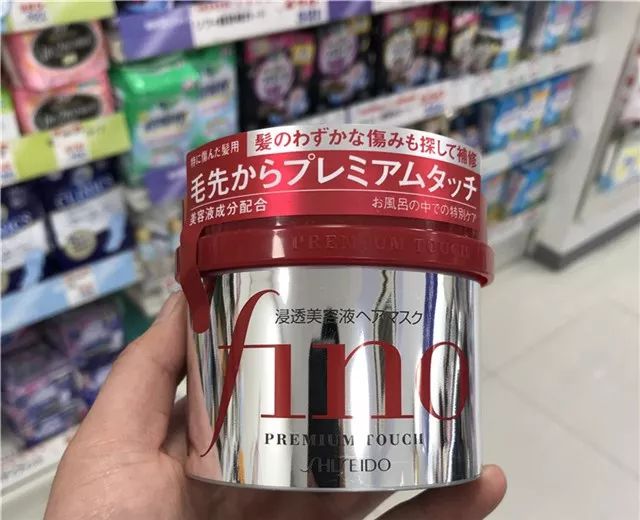 特に傷んだ髪用
髪のわずかな傷みも探して補修
毛先からプレミアムタッチ
美容液成分配合
お風呂の中での特別ケア
PREMIUM TOUCH
浸透美容液ヘアマスク
fino
PREMIUM TOUCH
SHISEIDO